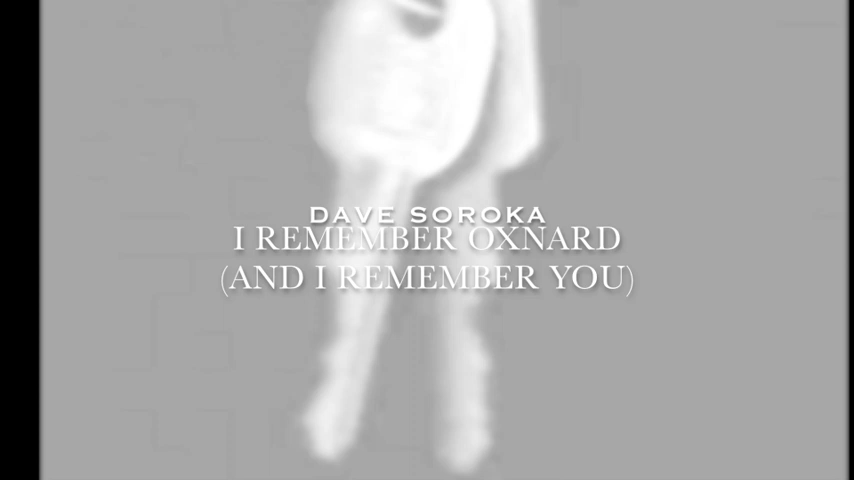 DAVE SOROKA
I REMEMBER OXNARD
(AND I REMEMBER YOU)